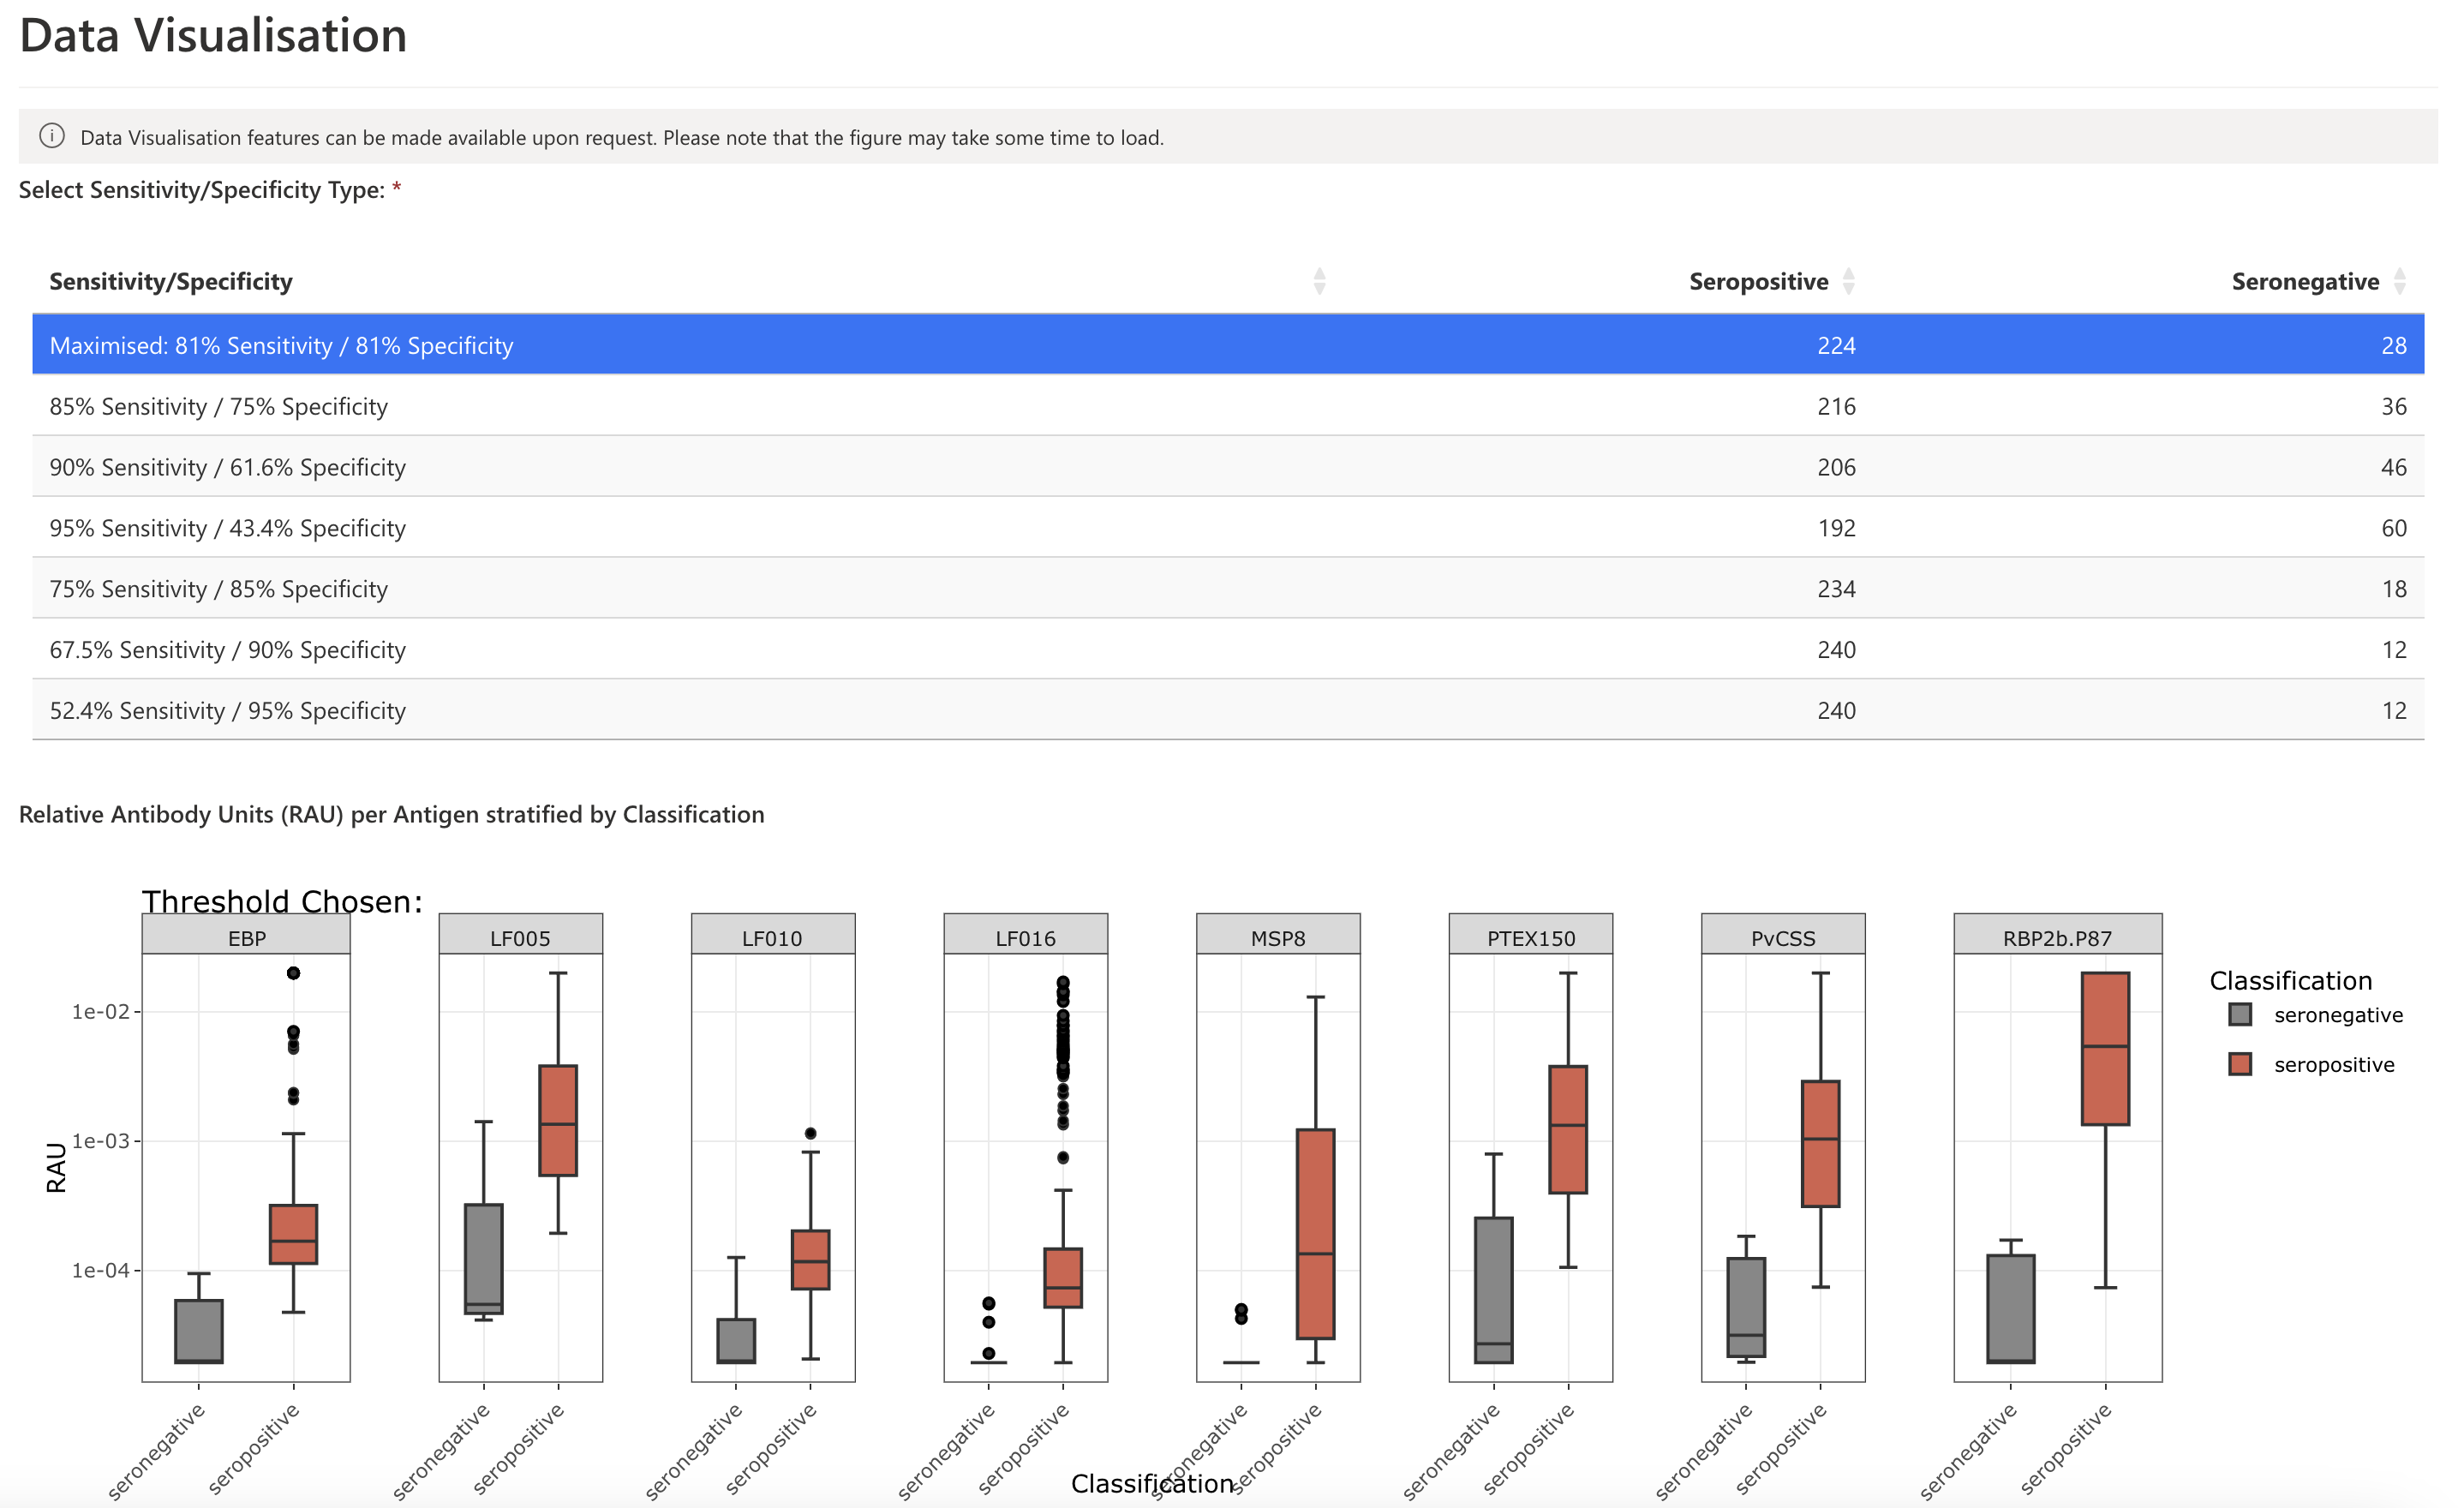 Data Visualisation
Data Visualisation features can be made available upon request. Please note that the figure may take some time to load.
Select Sensitivity/Specificity Type: *
Sensitivity/Specificity Seropositive Seronegative
Maximised: 81% Sensitivity / 81% Specificity 224 28
85% Sensitivity / 75% Specificity 216 36
90% Sensitivity / 61.6% Specificity 206 46
95% Sensitivity / 43.4% Specificity 192 60
75% Sensitivity / 85% Specificity 234 18
67.5% Sensitivity / 90% Specificity 240 12
52.4% Sensitivity / 95% Specificity 240 12
Relative Antibody Units (RAU) per Antigen stratified by Classification
Threshold Chosen:
EBP LF005 LF010 LF016 MSP8 PTEX150 PvCSS RBP2b.P87
Classification
seronegative
seropositive
1e-02
1e-03
1e-04
RAU
seronegative seropositive seronegative seropositive seronegative seropositive seronegative seropositive seronegative seropositive seronegative seropositive seronegative seropositive seronegative seropositive
Classification